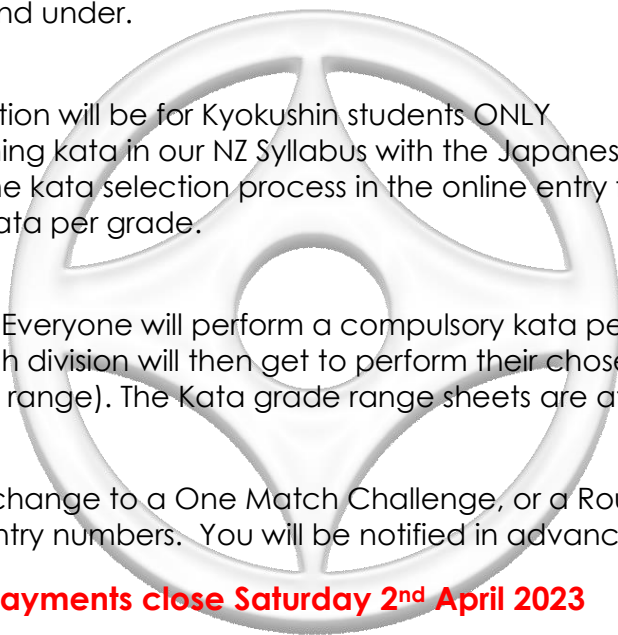 nd under.
tion will be for Kyokushin students ONLY
ing kata in our NZ Syllabus with the Japanes
e kata selection process in the online entry
ata per grade.
Everyone will perform a compulsory kata pe
h division will then get to perform their chose
range). The Kata grade range sheets are a
change to a One Match Challenge, or a Rou
ntry numbers. You will be notified in advanc
ayments close Saturday 2nd April 2023